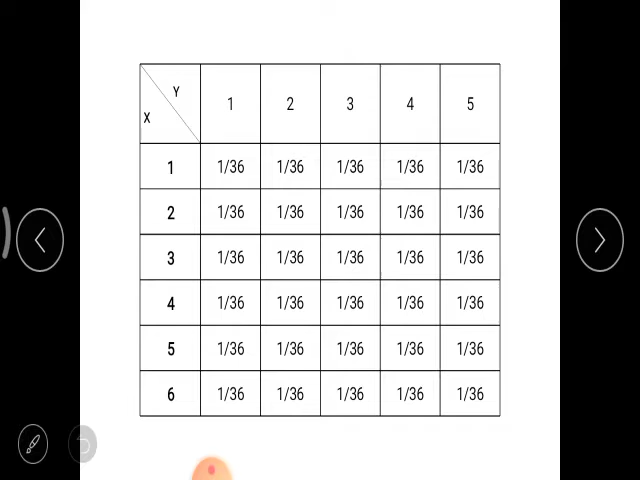 Y
X
1 2 3 4 5
1 1/36 1/36 1/36 1/36 1/36
2 1/36 1/36 1/36 1/36 1/36
3 1/36 1/36 1/36 1/36 1/36
4 1/36 1/36 1/36 1/36 1/36
5 1/36 1/36 1/36 1/36 1/36
6 1/36 1/36 1/36 1/36 1/36